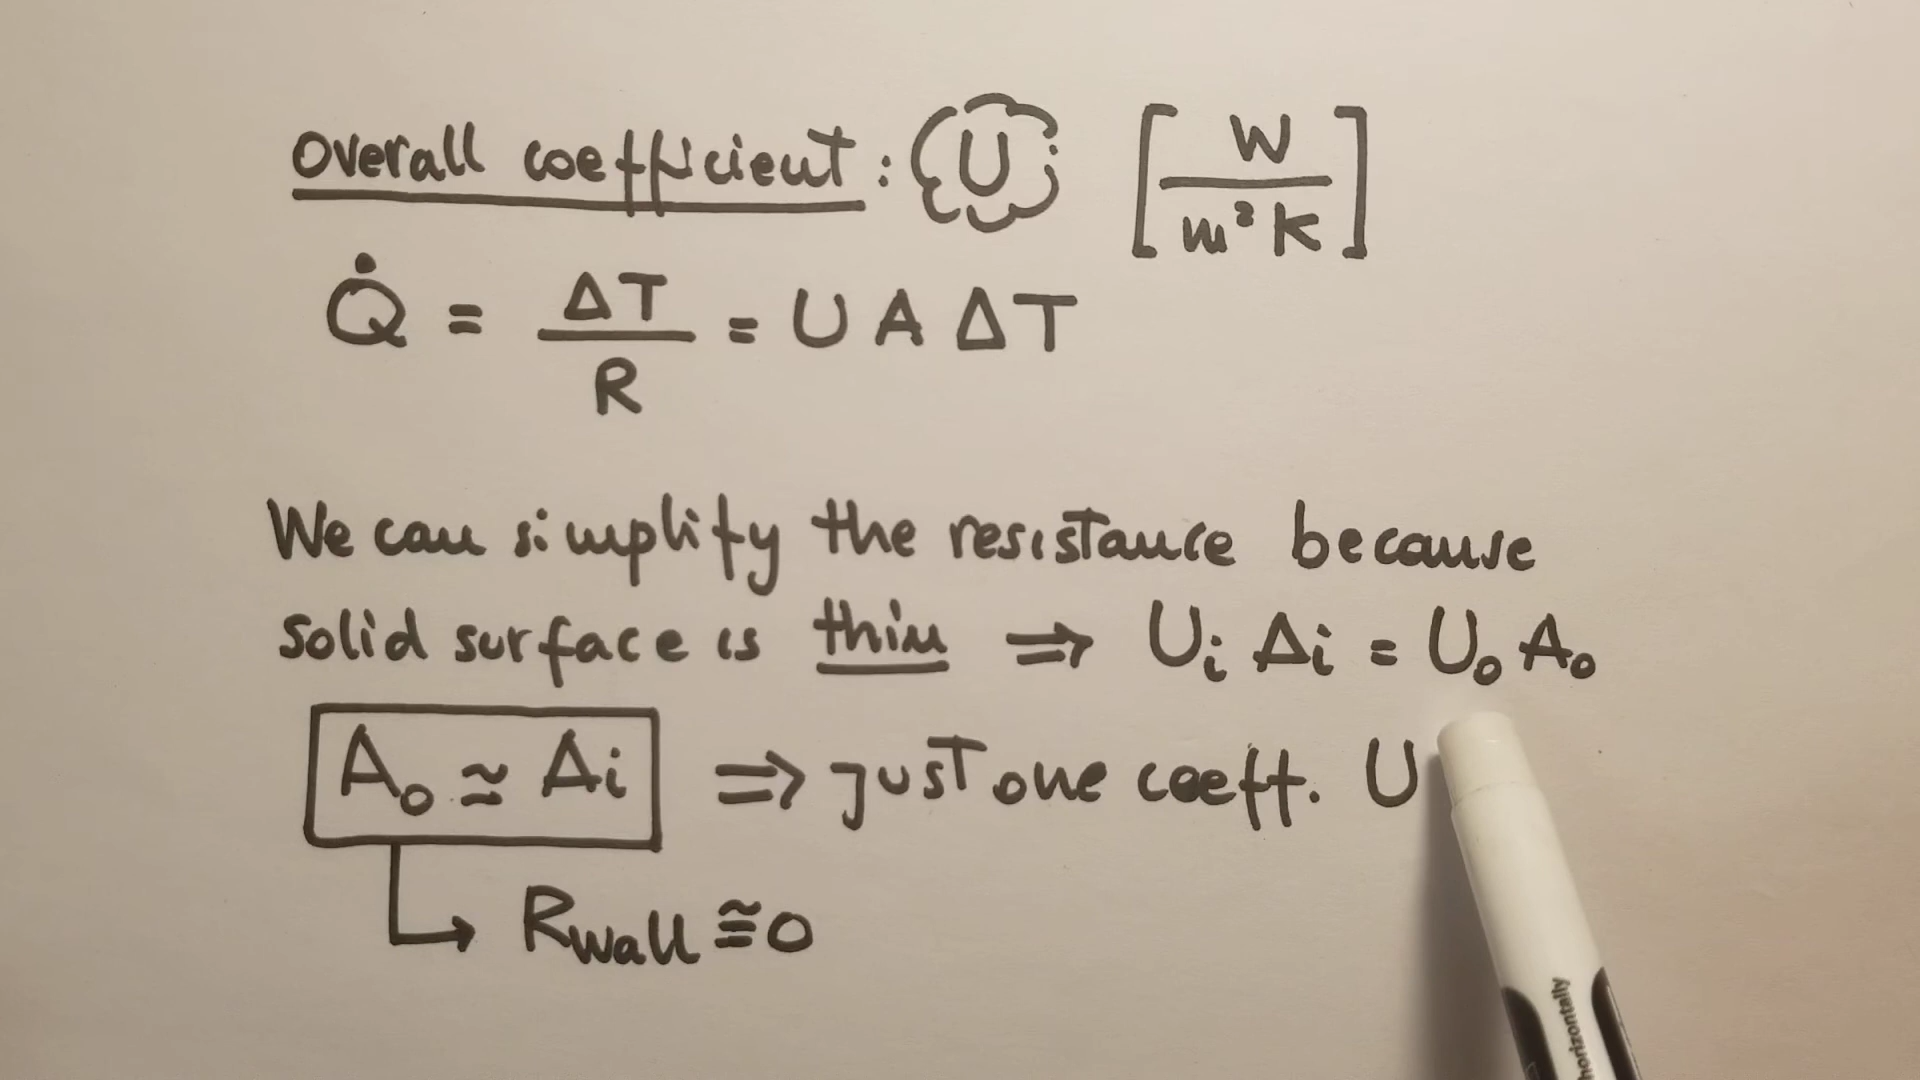 Overall coefficient: U [W/m²K]
Q̇ = ΔT/R = U A ΔT
We can simplify the resistance because
solid surface is thin ⇒ Ui Ai = Uo Ao
Ao ≃ Ai ⇒ just one coeff. U
↳ Rwall ≅ 0
horizontally